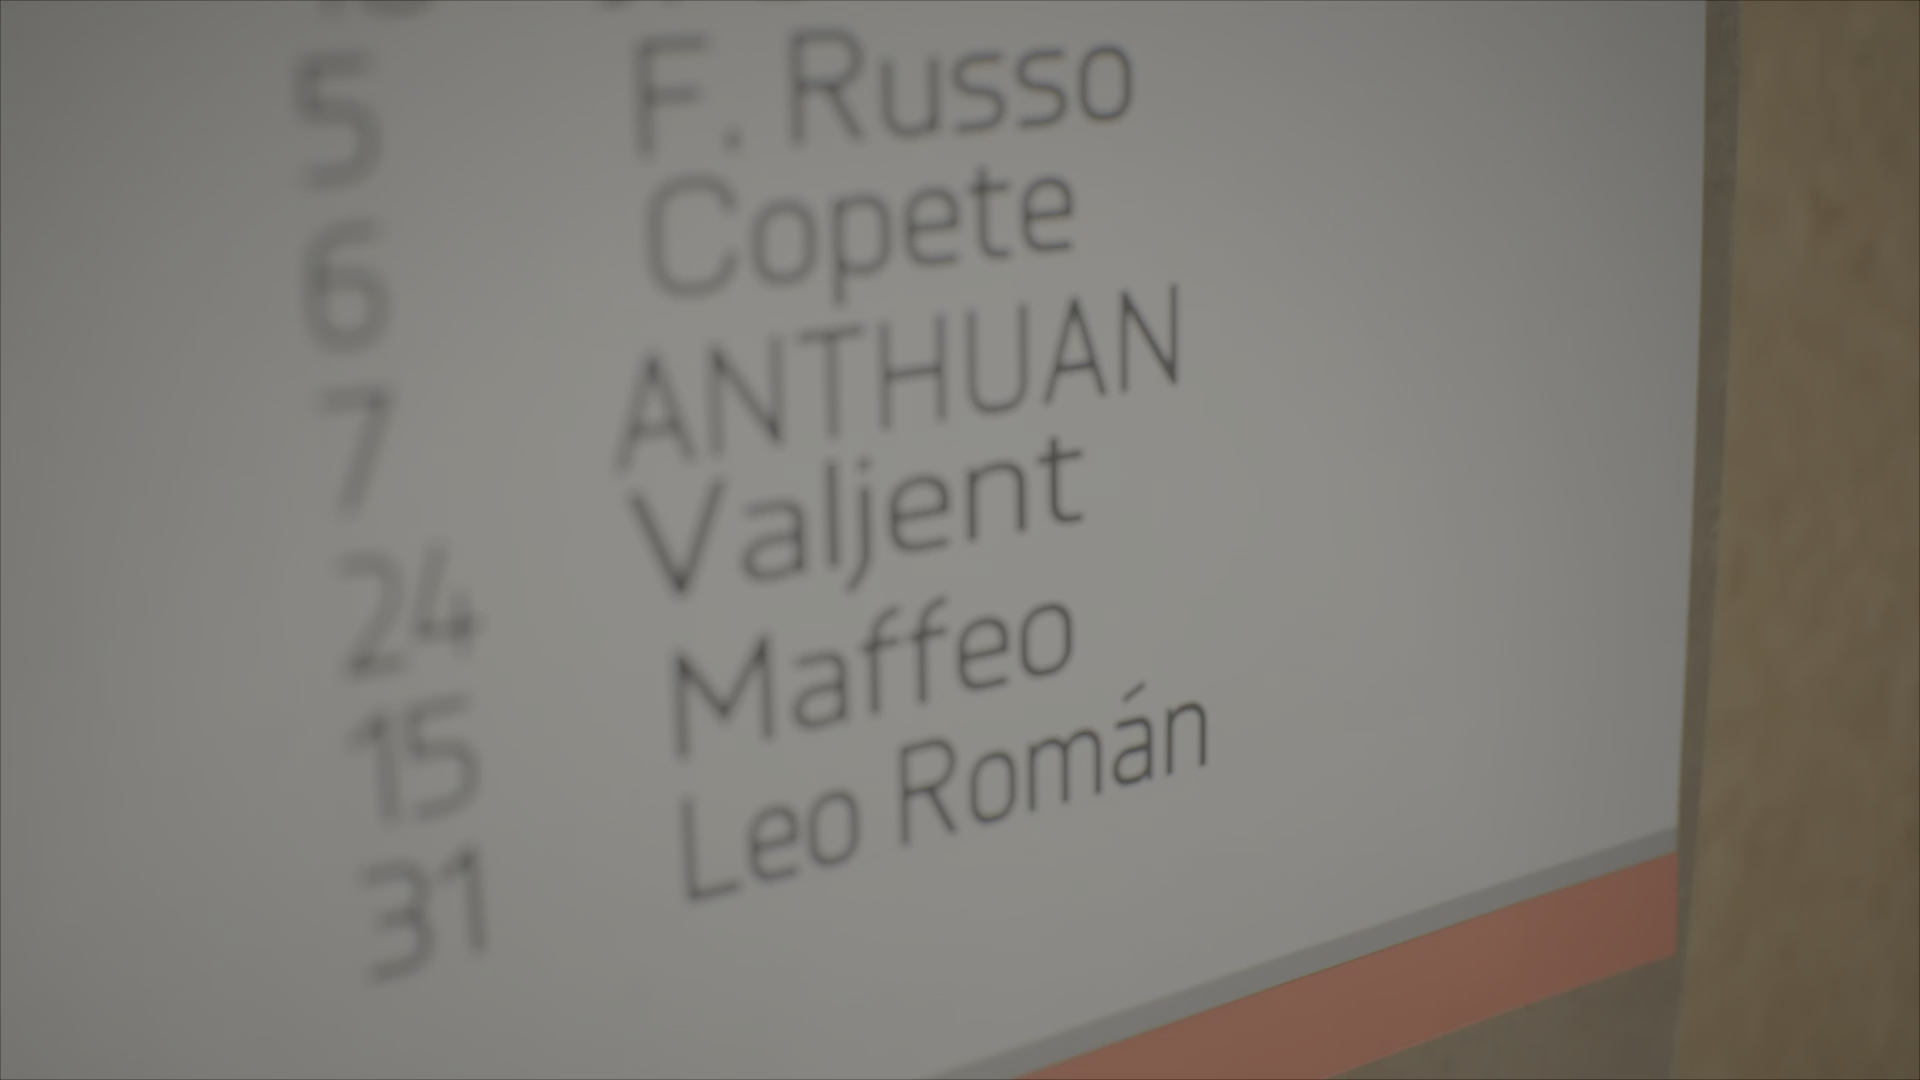 5 F. Russo
6 Copete
7 ANTHUAN
24 Valjent
15 Maffeo
31 Leo Román